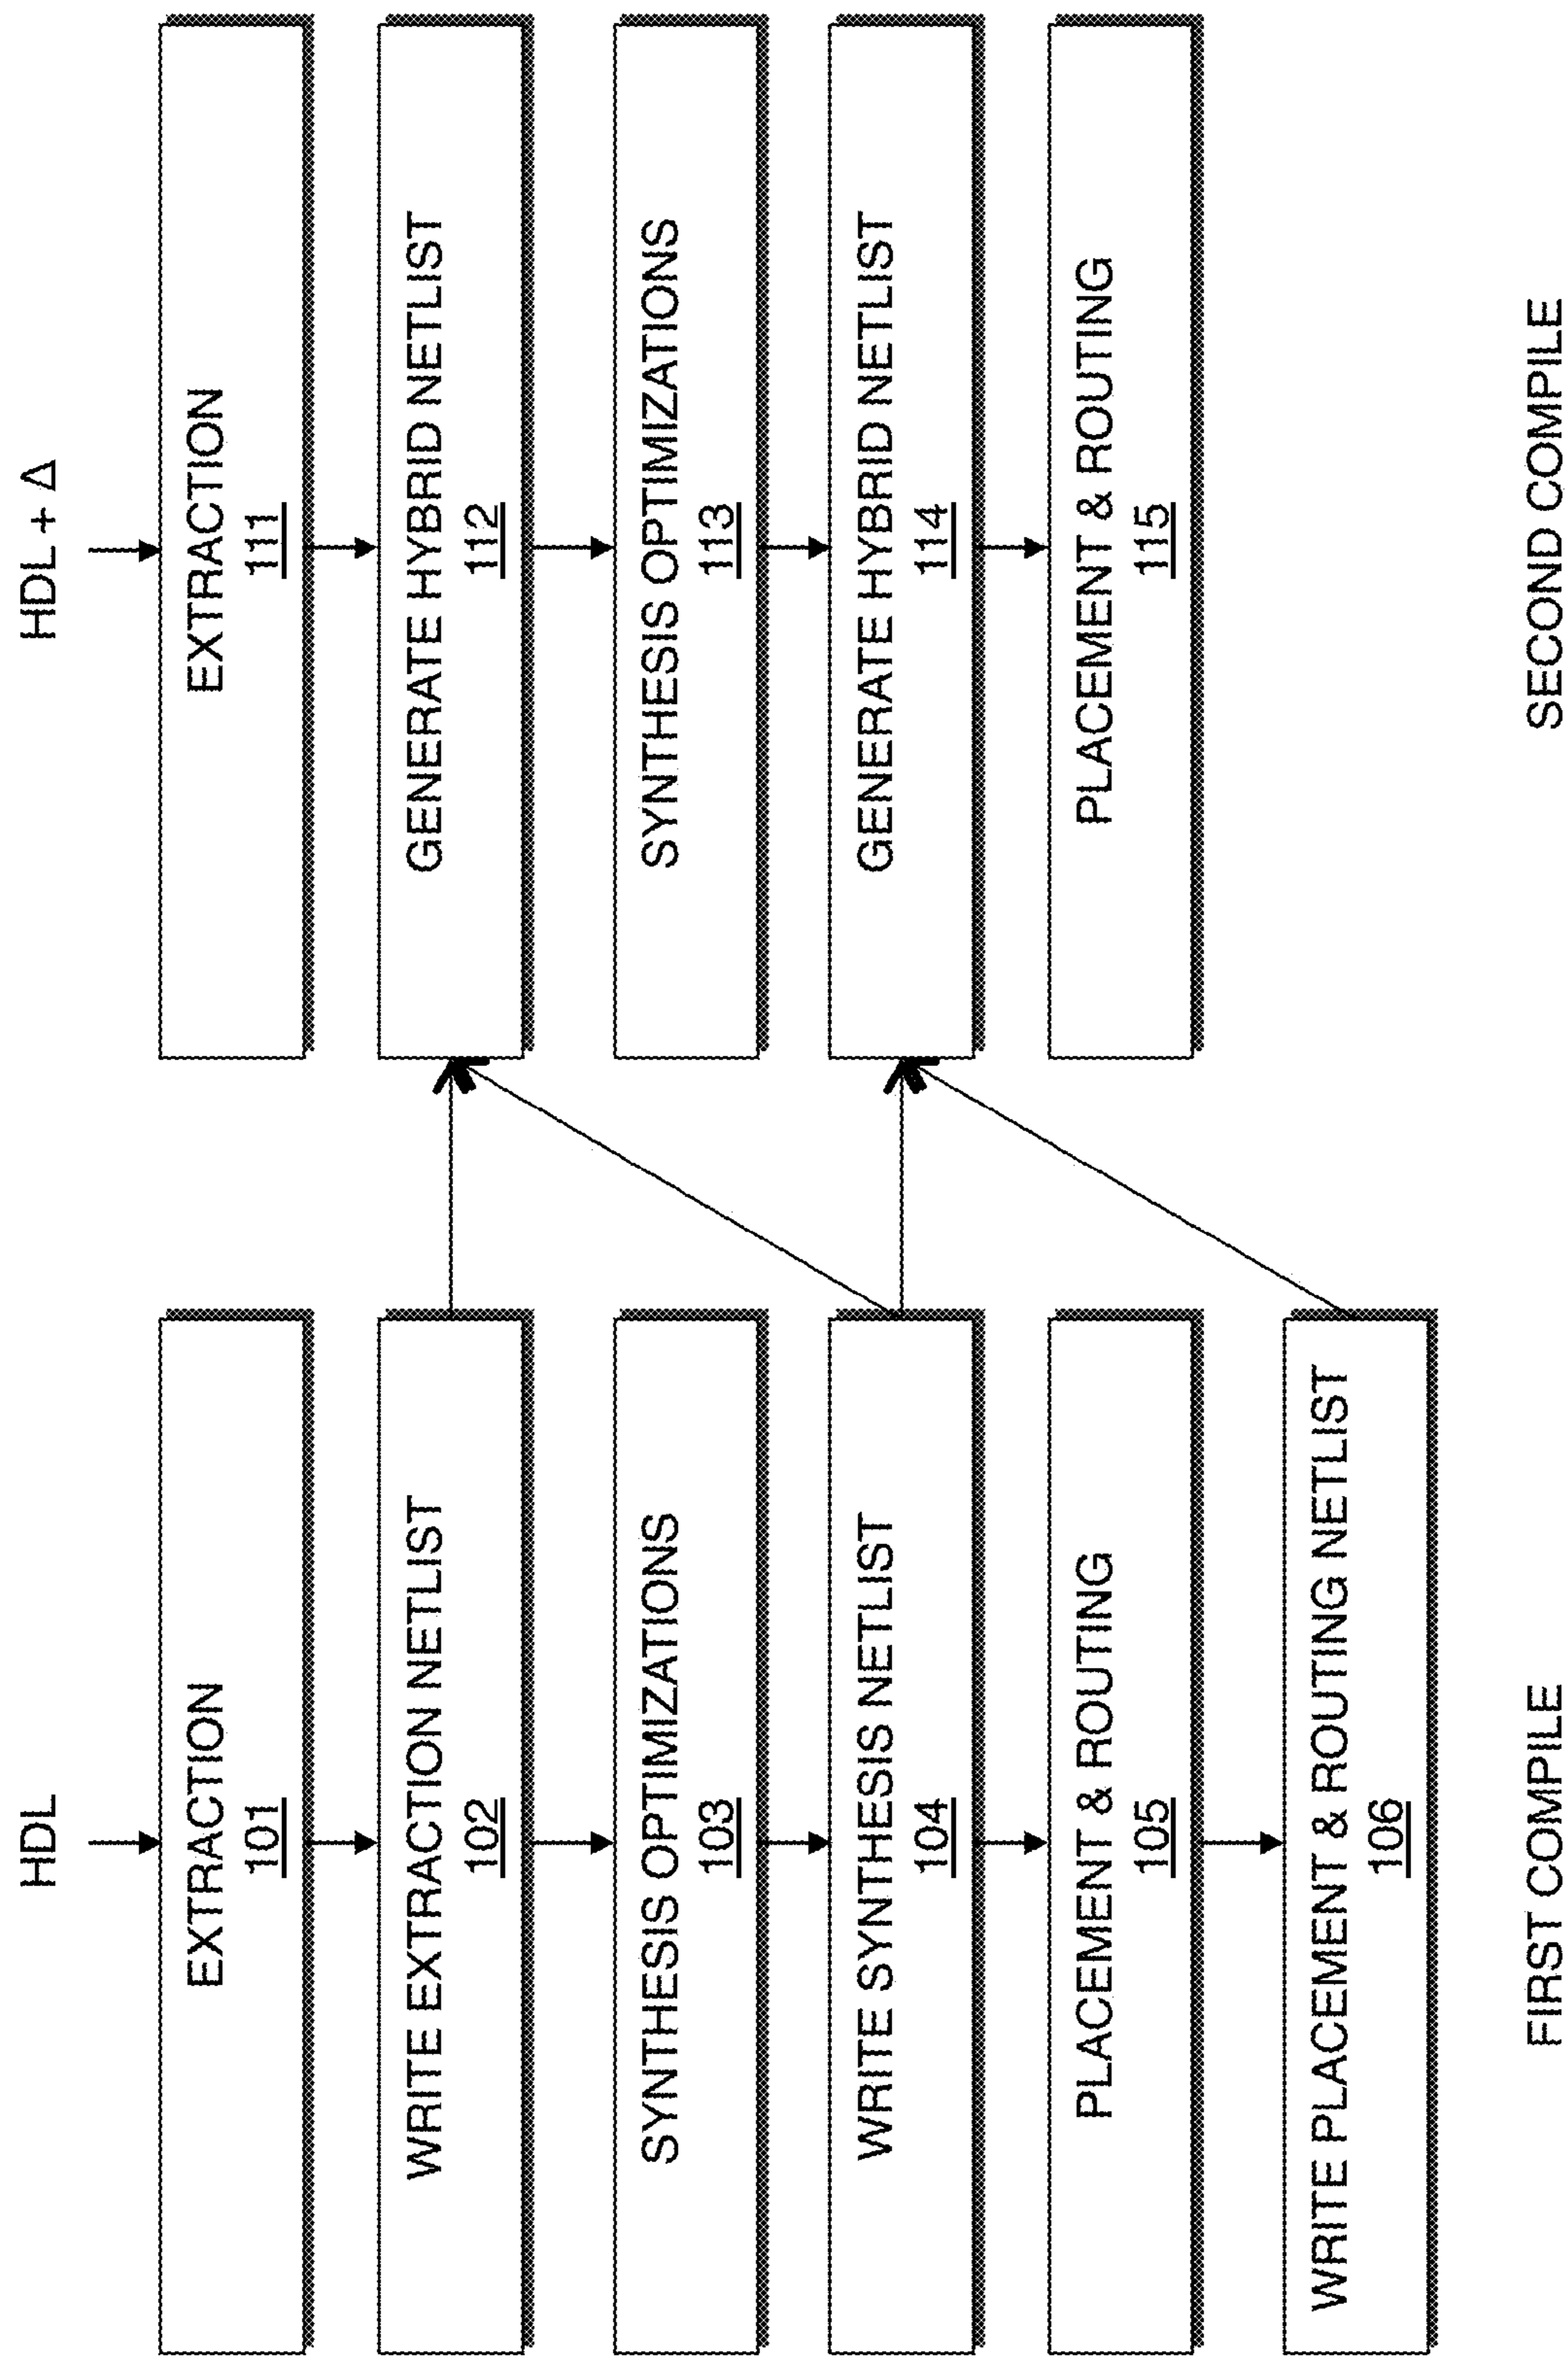 HDL
EXTRACTION
101
WRITE EXTRACTION NETLIST
102
SYNTHESIS OPTIMIZATIONS
103
WRITE SYNTHESIS NETLIST
104
PLACEMENT & ROUTING
105
WRITE PLACEMENT & ROUTING NETLIST
106
FIRST COMPILE
HDL + Δ
EXTRACTION
111
GENERATE HYBRID NETLIST
112
SYNTHESIS OPTIMIZATIONS
113
GENERATE HYBRID NETLIST
114
PLACEMENT & ROUTING
115
SECOND COMPILE